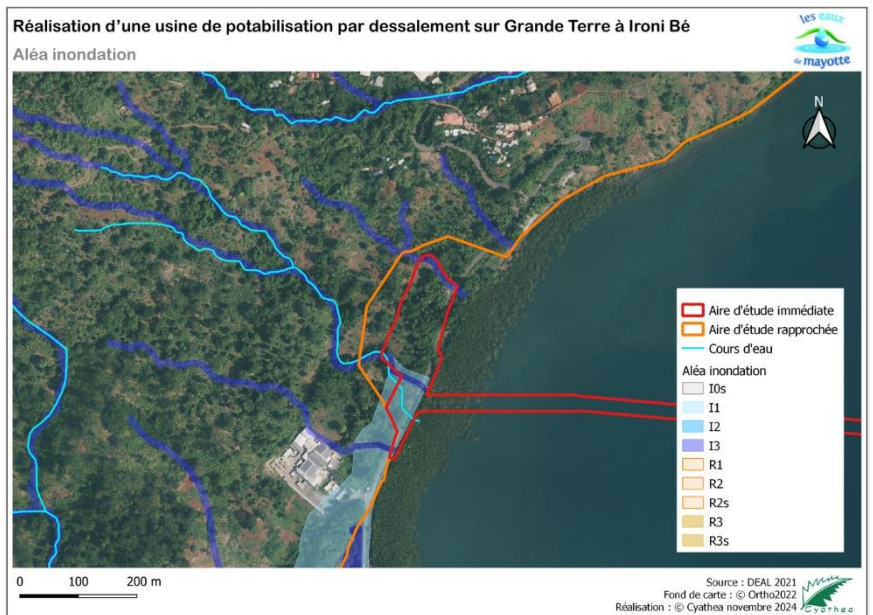 Réalisation d'une usine de potabilisation par dessalement sur Grande Terre à Ironi Bé
Aléa inondation
les eaux
de mayotte
N
Aire d'étude immédiate
Aire d'étude rapprochée
Cours d'eau
Aléa inondation
I0s
I1
I2
I3
R1
R2
R2s
R3
R3s
0 100 200 m
Source : DEAL 2021
Fond de carte : © Ortho2022
Réalisation : © Cyathea novembre 2024
Cyathea